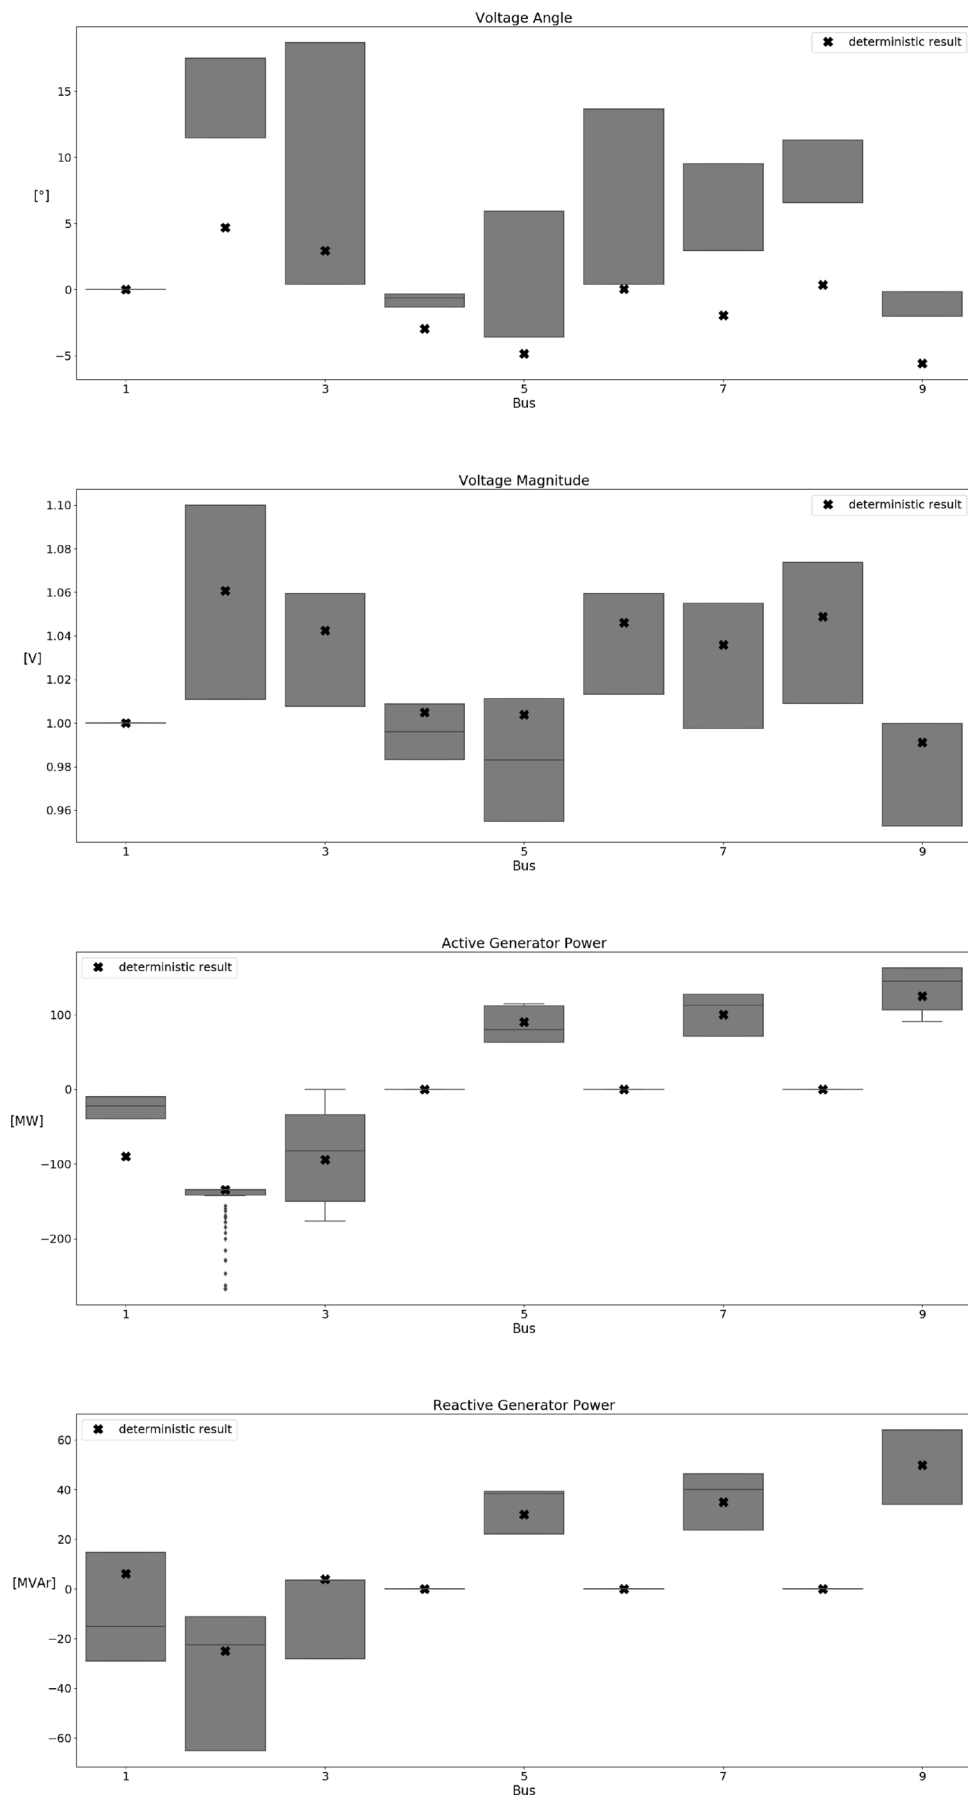 Voltage Angle
deterministic result
15
10
5
0
−5
[°]
1 3 5 7 9
Bus
Voltage Magnitude
deterministic result
1.10
1.08
1.06
1.04
1.02
1.00
0.98
0.96
[V]
1 3 5 7 9
Bus
Active Generator Power
deterministic result
100
0
−100
−200
[MW]
1 3 5 7 9
Bus
Reactive Generator Power
deterministic result
60
40
20
0
−20
−40
−60
[MVAr]
1 3 5 7 9
Bus